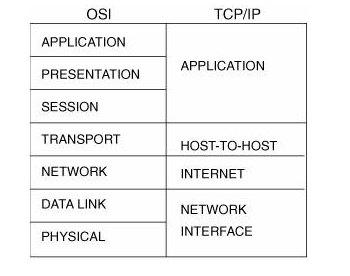 OSI TCP/IP
APPLICATION
PRESENTATION
SESSION
TRANSPORT
NETWORK
DATA LINK
PHYSICAL
APPLICATION
HOST-TO-HOST
INTERNET
NETWORK
INTERFACE